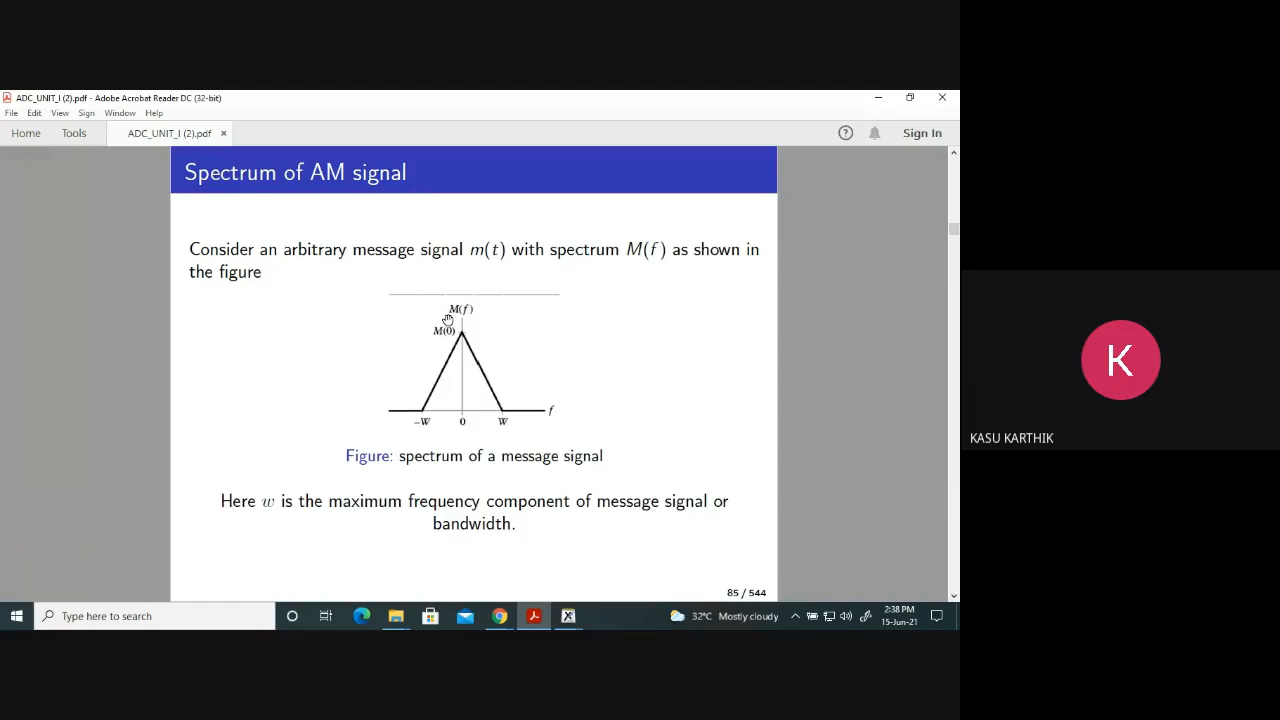 ADC_UNIT_I (2).pdf - Adobe Acrobat Reader DC (32-bit)
File Edit View Sign Window Help
Home Tools ADC_UNIT_I (2).pdf × ? Sign In
Spectrum of AM signal
Consider an arbitrary message signal m(t) with spectrum M(f) as shown in
the figure
M(f)
M(0)
f
-W 0 W
Figure: spectrum of a message signal
Here w is the maximum frequency component of message signal or
bandwidth.
85 / 544
K
KASU KARTHIK
Type here to search
32°C Mostly cloudy
2:38 PM
15-Jun-21